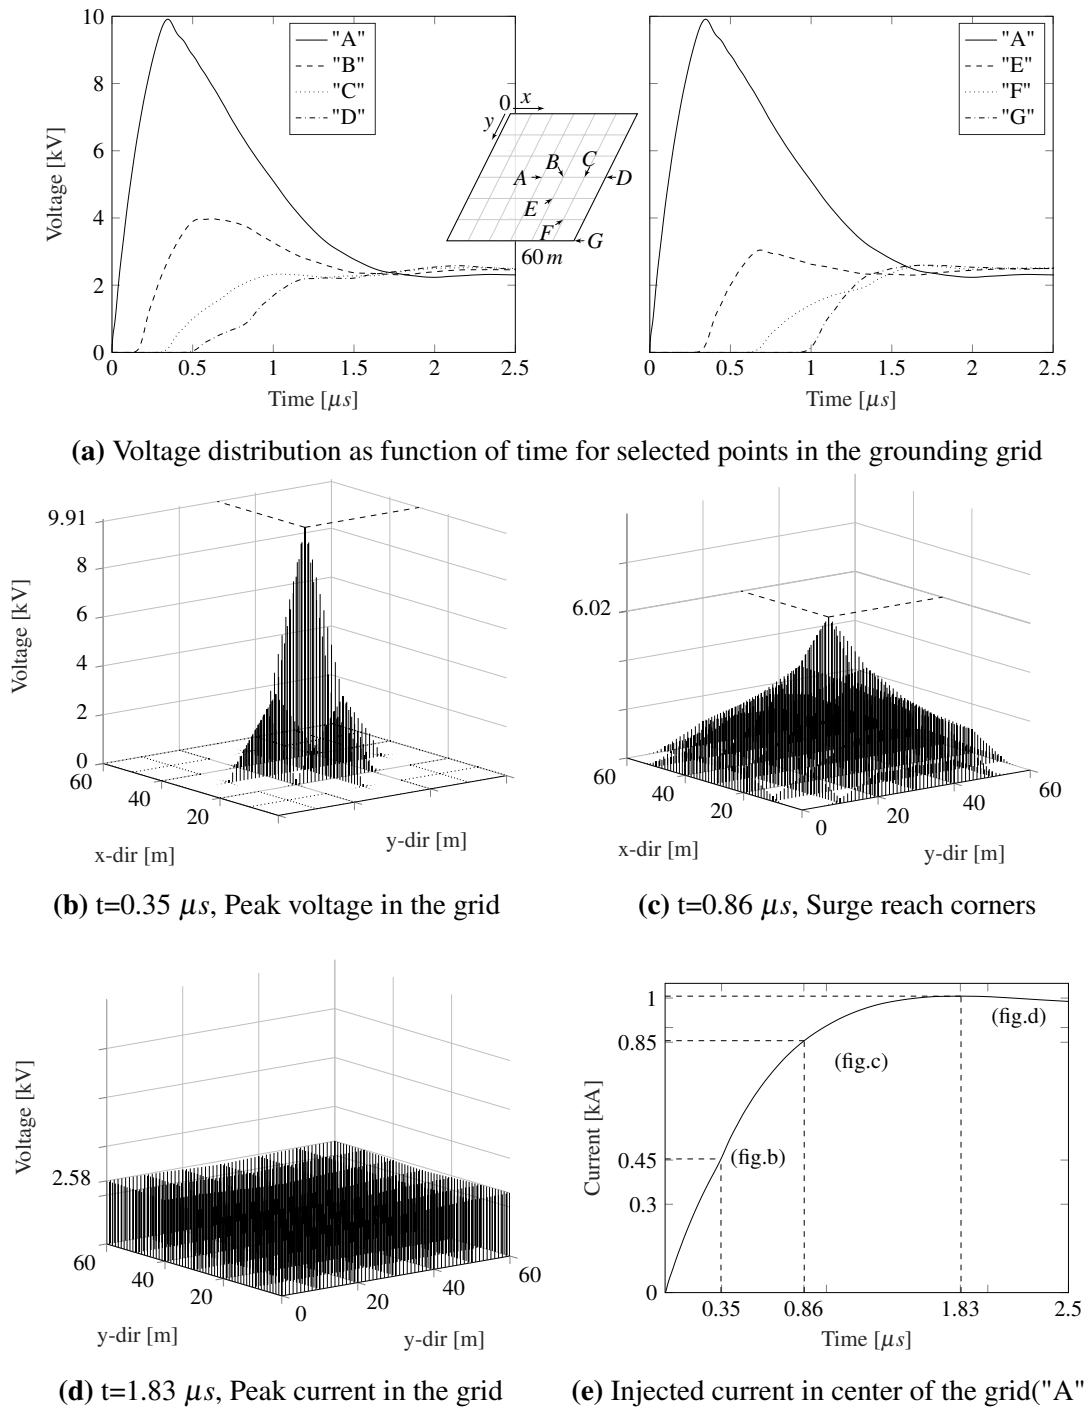 10
8
6
4
2
0
Voltage [kV]
"A"
"B"
"C"
"D"
0 0.5 1 1.5 2 2.5
Time [μs]
0 x
y
A B C D
E
F G
60 m
10
8
6
4
2
0
"A"
"E"
"F"
"G"
0 0.5 1 1.5 2 2.5
Time [μs]
(a) Voltage distribution as function of time for selected points in the grounding grid
9.91
8
6
4
2
0
Voltage [kV]
60
40
20
x-dir [m]
y-dir [m]
(b) t=0.35 μs, Peak voltage in the grid
6.02
60
40
20
0
20
40
60
x-dir [m]
y-dir [m]
(c) t=0.86 μs, Surge reach corners
Voltage [kV]
2.58
60
40
20
0
20
40
60
y-dir [m]
y-dir [m]
(d) t=1.83 μs, Peak current in the grid
1
0.85
0.45
0.3
0
Current [kA]
(fig.b)
(fig.c)
(fig.d)
0.35 0.86 1.83 2.5
Time [μs]
(e) Injected current in center of the grid("A"